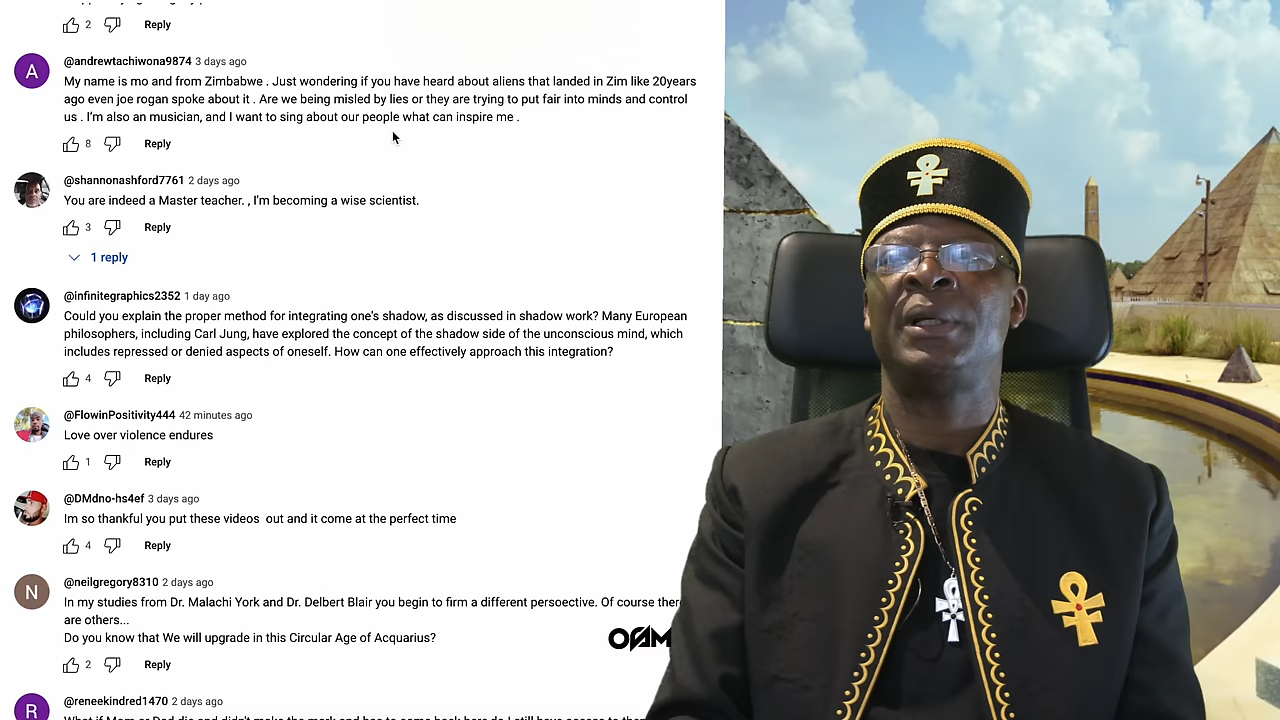 2 Reply
@andrewtachiwona9874 3 days ago
My name is mo and from Zimbabwe . Just wondering if you have heard about aliens that landed in Zim like 20years
ago even joe rogan spoke about it . Are we being misled by lies or they are trying to put fair into minds and control
us . I'm also an musician, and I want to sing about our people what can inspire me .
8 Reply
@shannonashford7761 2 days ago
You are indeed a Master teacher. , I'm becoming a wise scientist.
3 Reply
1 reply
@infinitegraphics2352 1 day ago
Could you explain the proper method for integrating one's shadow, as discussed in shadow work? Many European
philosophers, including Carl Jung, have explored the concept of the shadow side of the unconscious mind, which
includes repressed or denied aspects of oneself. How can one effectively approach this integration?
4 Reply
@FlowinPositivity444 42 minutes ago
Love over violence endures
1 Reply
@DMdno-hs4ef 3 days ago
Im so thankful you put these videos out and it come at the perfect time
4 Reply
@neilgregory8310 2 days ago
In my studies from Dr. Malachi York and Dr. Delbert Blair you begin to firm a different persoective. Of course there
are others...
Do you know that We will upgrade in this Circular Age of Acquarius?
2 Reply
@reneekindred1470 2 days ago
A
N
R